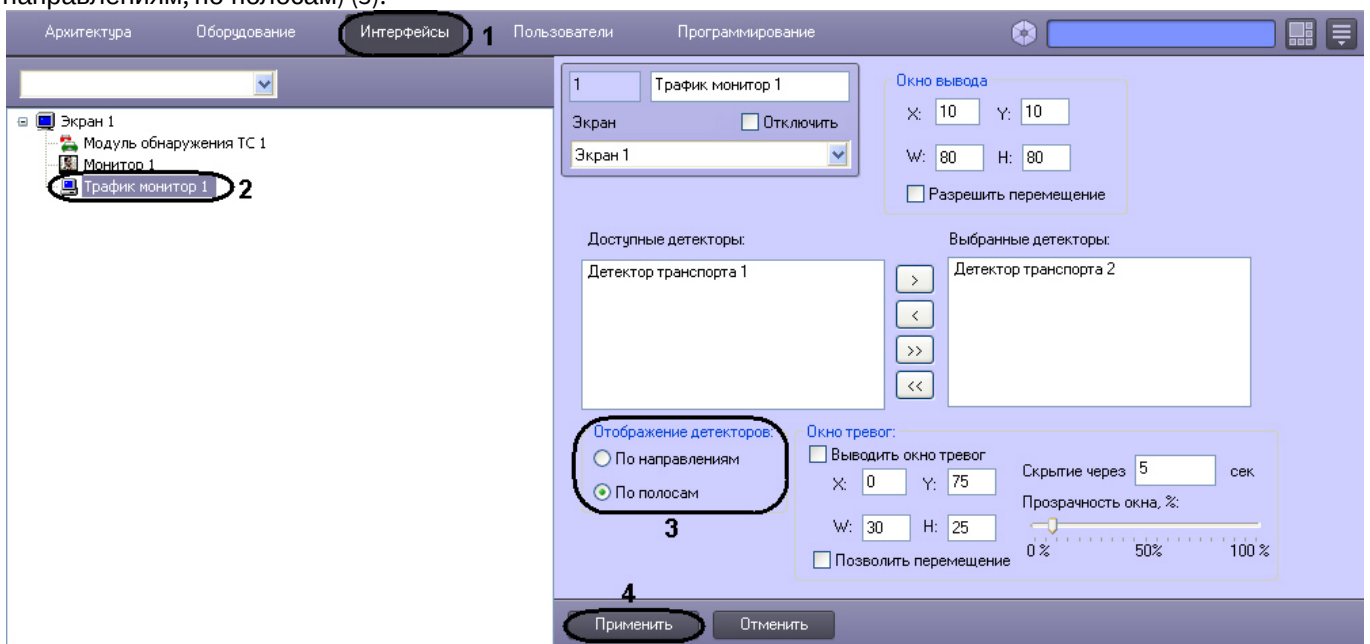 направлениям, по полосам) (3).
Архитектура Оборудование Интерфейсы 1 Пользователи Программирование
1 Трафик монитор 1
Экран Отключить
Экран 1
Окно вывода
X: 10 Y: 10
W: 80 H: 80
Разрешить перемещение
Экран 1
Модуль обнаружения ТС 1
Монитор 1
Трафик монитор 1 2
Доступные детекторы: Выбранные детекторы:
Детектор транспорта 1 > Детектор транспорта 2
<
>>
<<
Отображение детекторов:
По направлениям
По полосам
3
Окно тревог:
Выводить окно тревог
X: 0 Y: 75
W: 30 H: 25
Позволить перемещение
Скрытие через 5 сек
Прозрачность окна, %:
0 % 50% 100 %
4
Применить Отменить